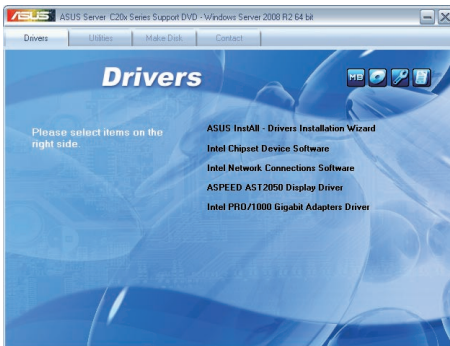 ASUS
ASUS Server C20x Series Support DVD - Windows Server 2008 R2 64 bit
Drivers
Utilities
Make Disk
Contact
Drivers
MB
Please select items on the
right side.
ASUS InstAll - Drivers Installation Wizard
Intel Chipset Device Software
Intel Network Connections Software
ASPEED AST2050 Display Driver
Intel PRO/1000 Gigabit Adapters Driver